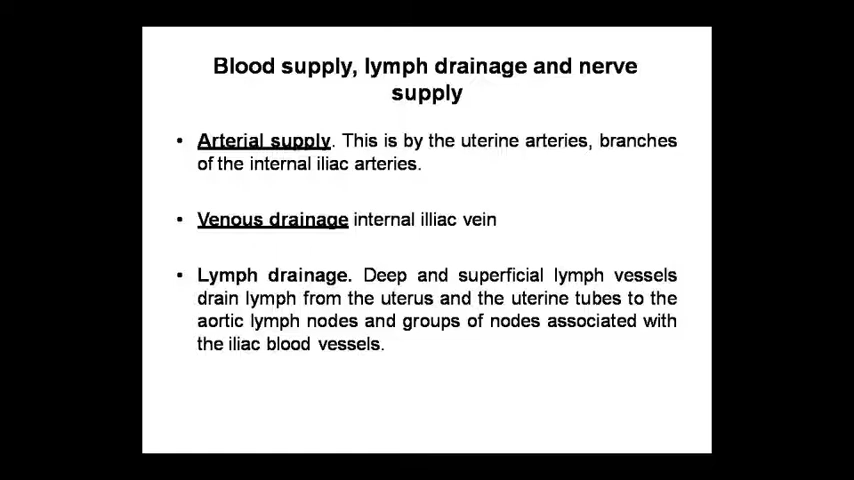 Blood supply, lymph drainage and nerve
supply
• Arterial supply. This is by the uterine arteries, branches
of the internal iliac arteries.
• Venous drainage internal illiac vein
• Lymph drainage. Deep and superficial lymph vessels
drain lymph from the uterus and the uterine tubes to the
aortic lymph nodes and groups of nodes associated with
the iliac blood vessels.